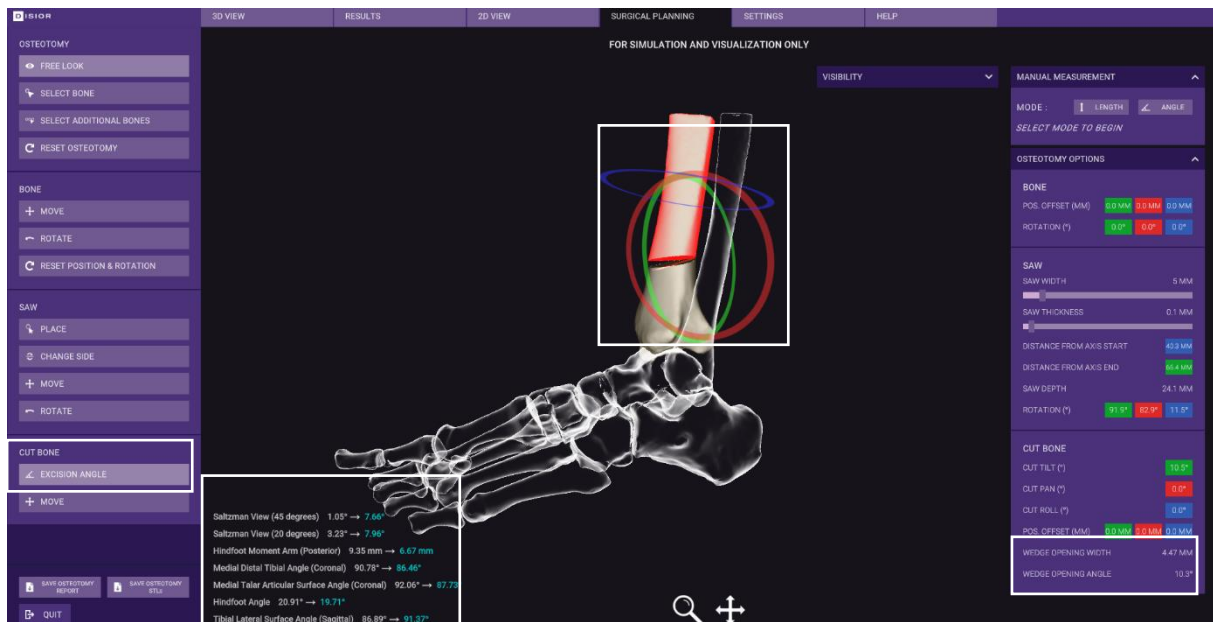 DISIOR
3D VIEW
RESULTS
2D VIEW
SURGICAL PLANNING
SETTINGS
HELP
FOR SIMULATION AND VISUALIZATION ONLY
OSTEOTOMY
FREE LOOK
SELECT BONE
SELECT ADDITIONAL BONES
RESET OSTEOTOMY
BONE
MOVE
ROTATE
RESET POSITION & ROTATION
SAW
PLACE
CHANGE SIDE
MOVE
ROTATE
CUT BONE
EXCISION ANGLE
MOVE
SAVE OSTEOTOMY
REPORT
SAVE OSTEOTOMY
STLs
QUIT
Saltzman View (45 degrees) 1.05° → 7.66°
Saltzman View (20 degrees) 3.23° → 7.96°
Hindfoot Moment Arm (Posterior) 9.35 mm → 6.67 mm
Medial Distal Tibial Angle (Coronal) 90.78° → 86.46°
Medial Talar Articular Surface Angle (Coronal) 92.06° → 87.73
Hindfoot Angle 20.91° → 19.71°
Tibial Lateral Surface Angle (Sagittal) 86.89° → 91.37°
VISIBILITY
MANUAL MEASUREMENT
MODE : LENGTH ANGLE
SELECT MODE TO BEGIN
OSTEOTOMY OPTIONS
BONE
POS. OFFSET (MM) 0.0 MM 0.0 MM 0.0 MM
ROTATION (°) 0.0° 0.0° 0.0°
SAW
SAW WIDTH 5 MM
SAW THICKNESS 0.1 MM
DISTANCE FROM AXIS START
DISTANCE FROM AXIS END
SAW DEPTH 24.1 MM
ROTATION (°) 91.9° 82.9° 11.5°
CUT BONE
CUT TILT (°) 10.5°
CUT PAN (°) 0.0°
CUT ROLL (°) 0.0°
POS. OFFSET (MM) 0.0 MM 0.0 MM 0.0 MM
WEDGE OPENING WIDTH 4.47 MM
WEDGE OPENING ANGLE 10.3°